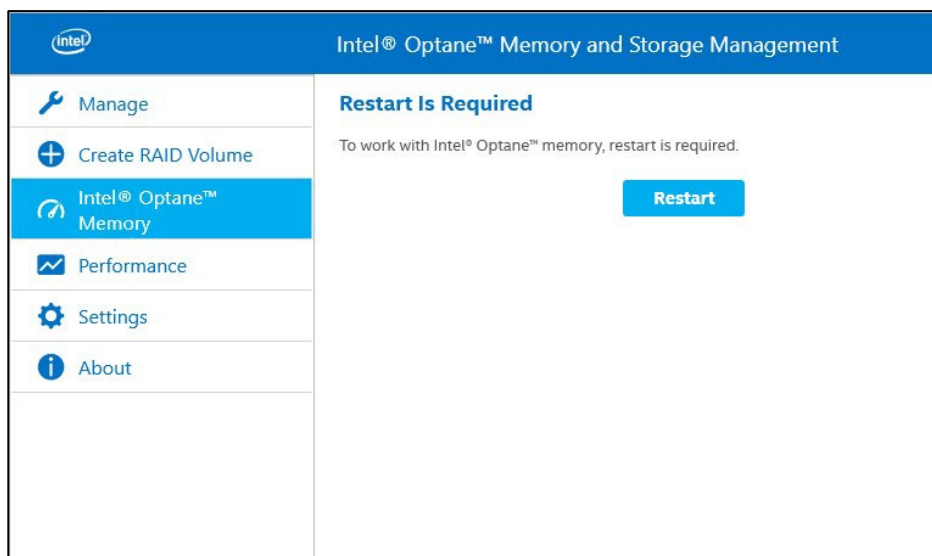 intel
Intel® Optane™ Memory and Storage Management
Manage
Create RAID Volume
Intel® Optane™
Memory
Performance
Settings
About
Restart Is Required
To work with Intel® Optane™ memory, restart is required.
Restart